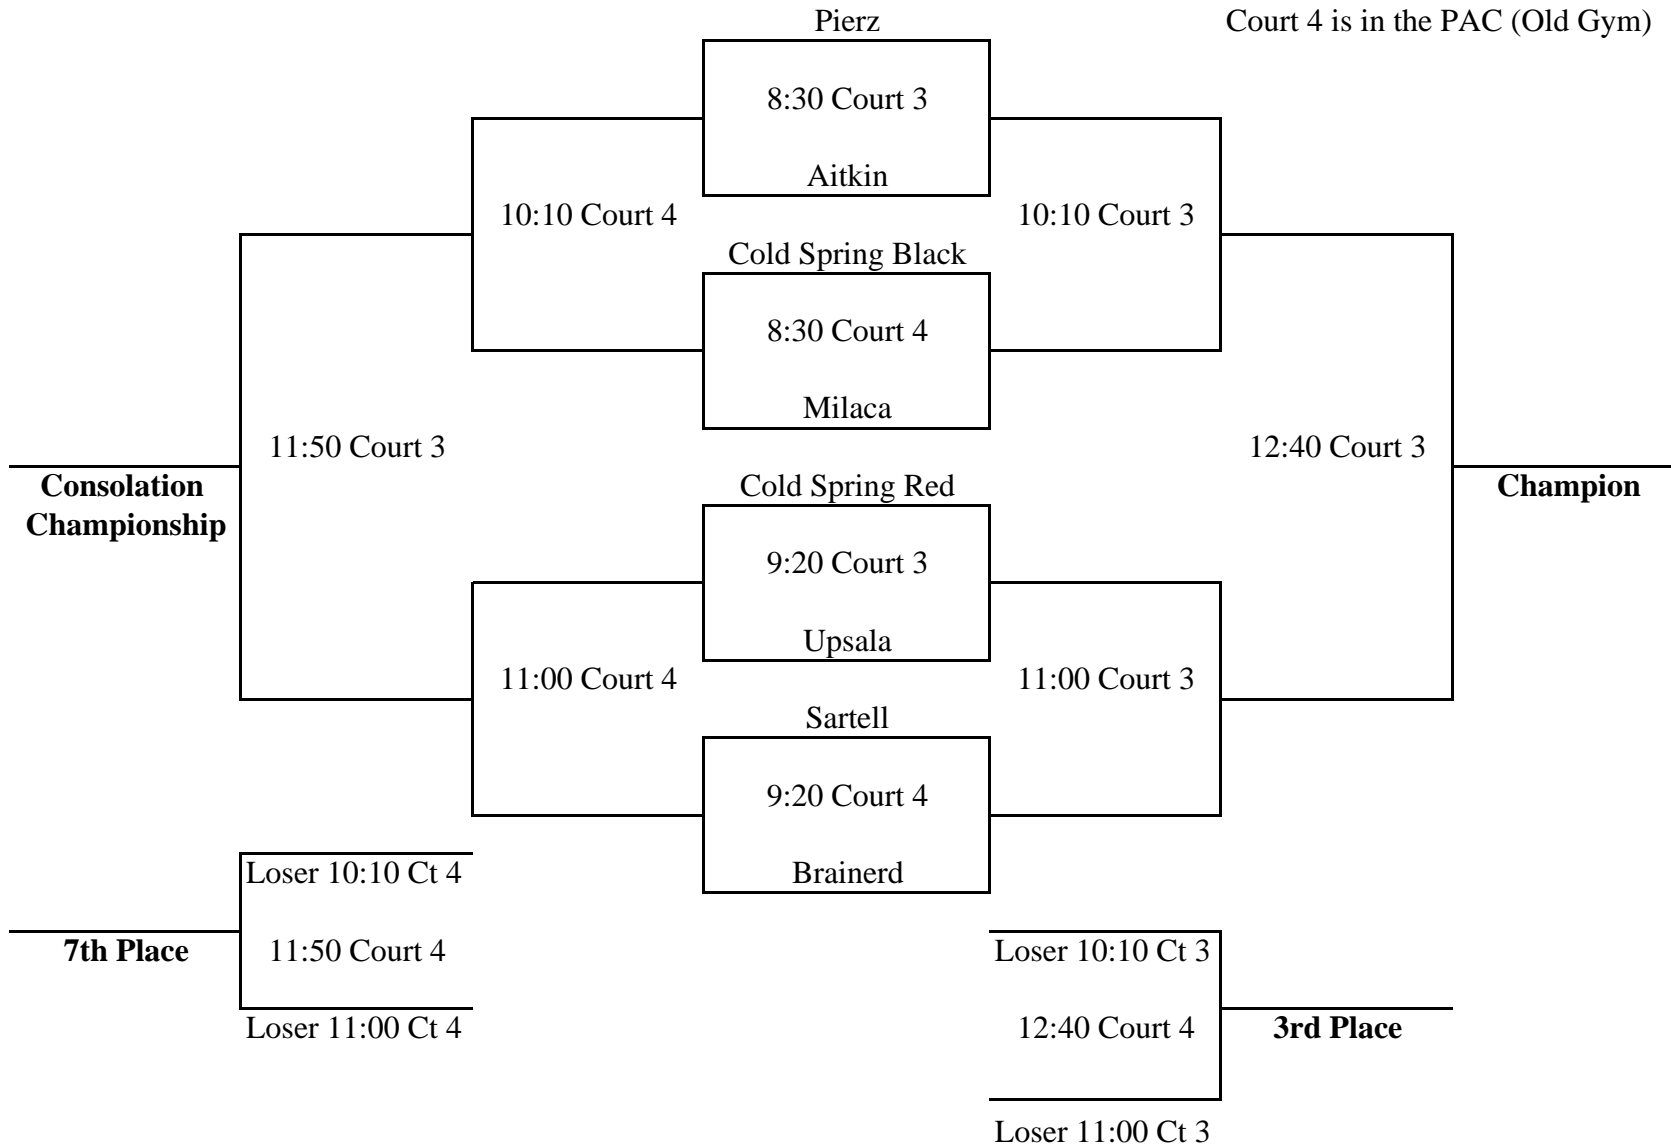 Pierz
Court 4 is in the PAC (Old Gym)
8:30 Court 3
Aitkin
10:10 Court 4
10:10 Court 3
Cold Spring Black
8:30 Court 4
Milaca
11:50 Court 3
12:40 Court 3
Consolation
Championship
Cold Spring Red
Champion
9:20 Court 3
Upsala
11:00 Court 4
11:00 Court 3
Sartell
9:20 Court 4
Loser 10:10 Ct 4
Brainerd
7th Place
11:50 Court 4
Loser 10:10 Ct 3
Loser 11:00 Ct 4
12:40 Court 4
3rd Place
Loser 11:00 Ct 3